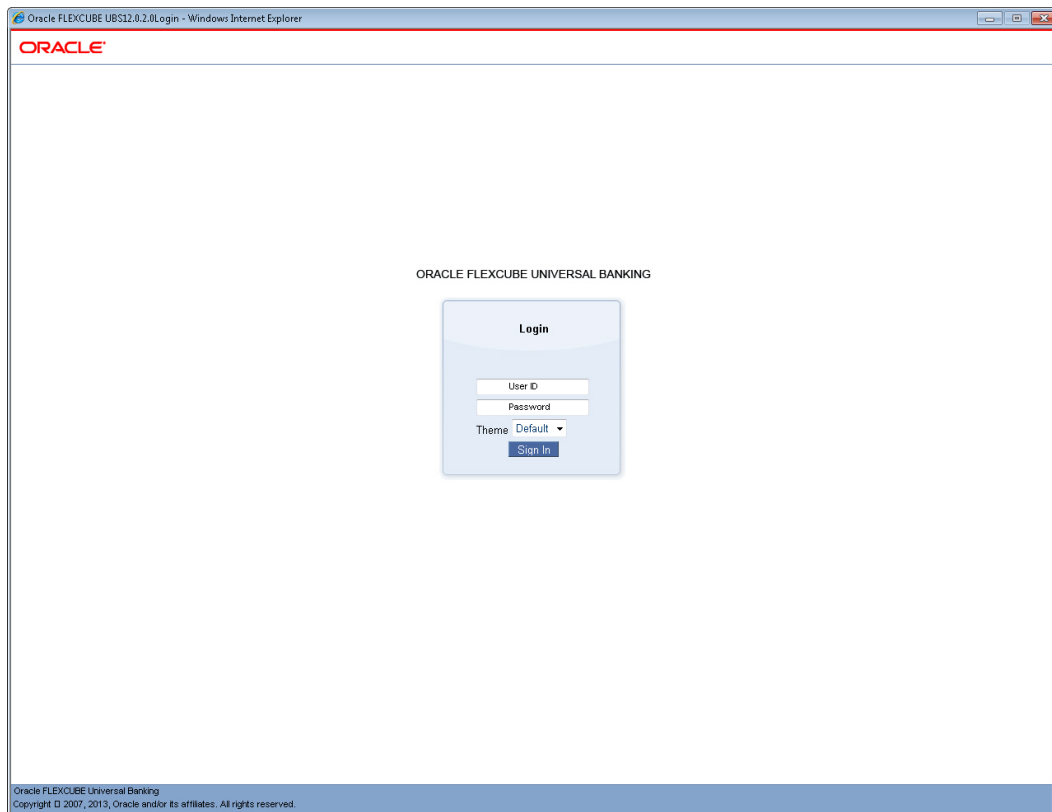 Oracle FLEXCUBE UBS12.0.2.0Login - Windows Internet Explorer
ORACLE
ORACLE FLEXCUBE UNIVERSAL BANKING
Login
User ID
Password
Theme Default
Sign In
Oracle FLEXCUBE Universal Banking
Copyright □ 2007, 2013, Oracle and/or its affiliates. All rights reserved.